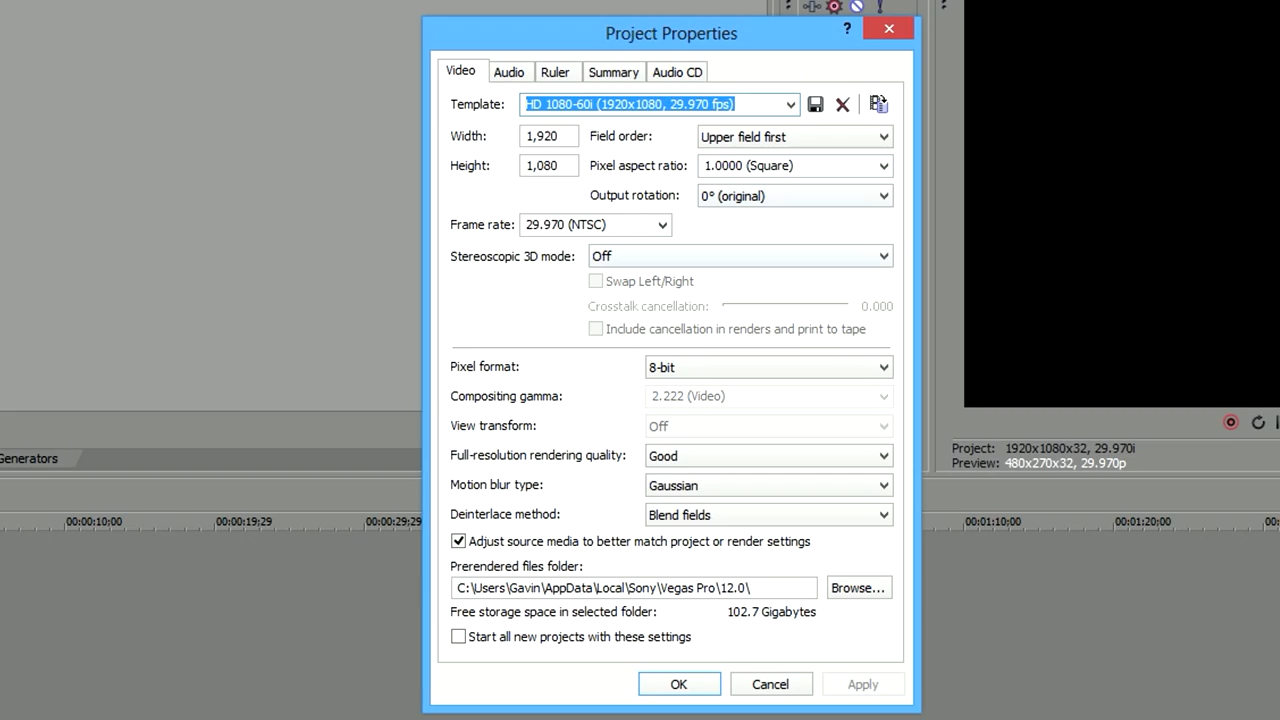 Project Properties
?
Video Audio Ruler Summary Audio CD
Template: HD 1080-60i (1920x1080, 29.970 fps)
Width: 1,920 Field order: Upper field first
Height: 1,080 Pixel aspect ratio: 1.0000 (Square)
Output rotation: 0° (original)
Frame rate: 29.970 (NTSC)
Stereoscopic 3D mode: Off
Swap Left/Right
Crosstalk cancellation: 0.000
Include cancellation in renders and print to tape
Pixel format: 8-bit
Compositing gamma: 2.222 (Video)
View transform: Off
Full-resolution rendering quality: Good
Motion blur type: Gaussian
Deinterlace method: Blend fields
Adjust source media to better match project or render settings
Prerendered files folder:
C:\Users\Gavin\AppData\Local\Sony\Vegas Pro\12.0\ Browse...
Free storage space in selected folder: 102.7 Gigabytes
Start all new projects with these settings
OK Cancel Apply
Generators
Project: 1920x1080x32, 29.970i
Preview: 480x270x32, 29.970p
00:00:10;00 00:00:19;29 00:00:29;29 00:01:10;00 00:01:20;00 00: